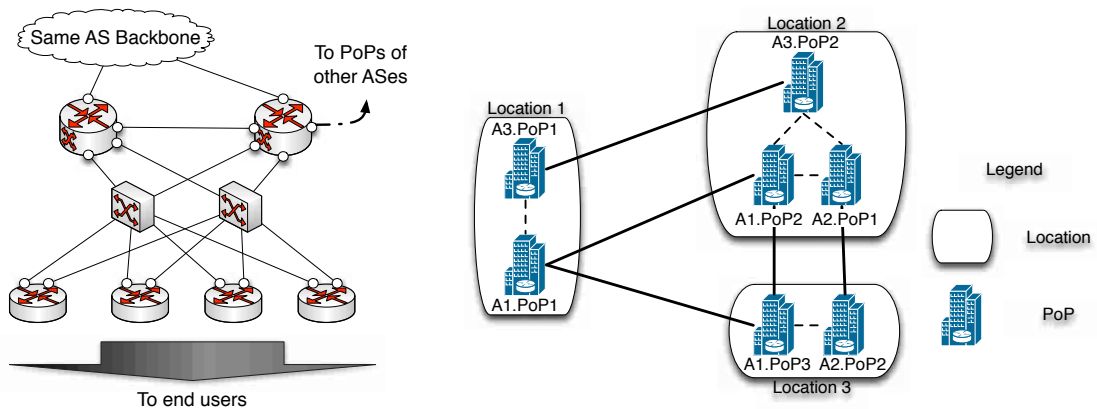 Same AS Backbone
To PoPs of
other ASes
To end users
Location 1
A3.PoP1
A1.PoP1
Location 2
A3.PoP2
A1.PoP2
A2.PoP1
A1.PoP3
A2.PoP2
Location 3
Legend
Location
PoP